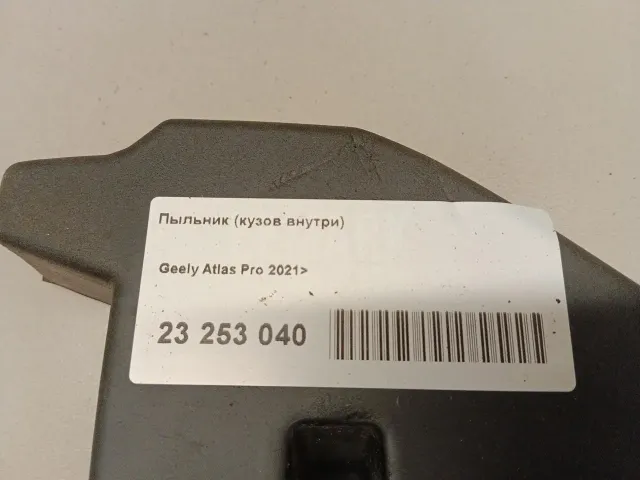 Пыльник (кузов внутри)
Geely Atlas Pro 2021>
23 253 040